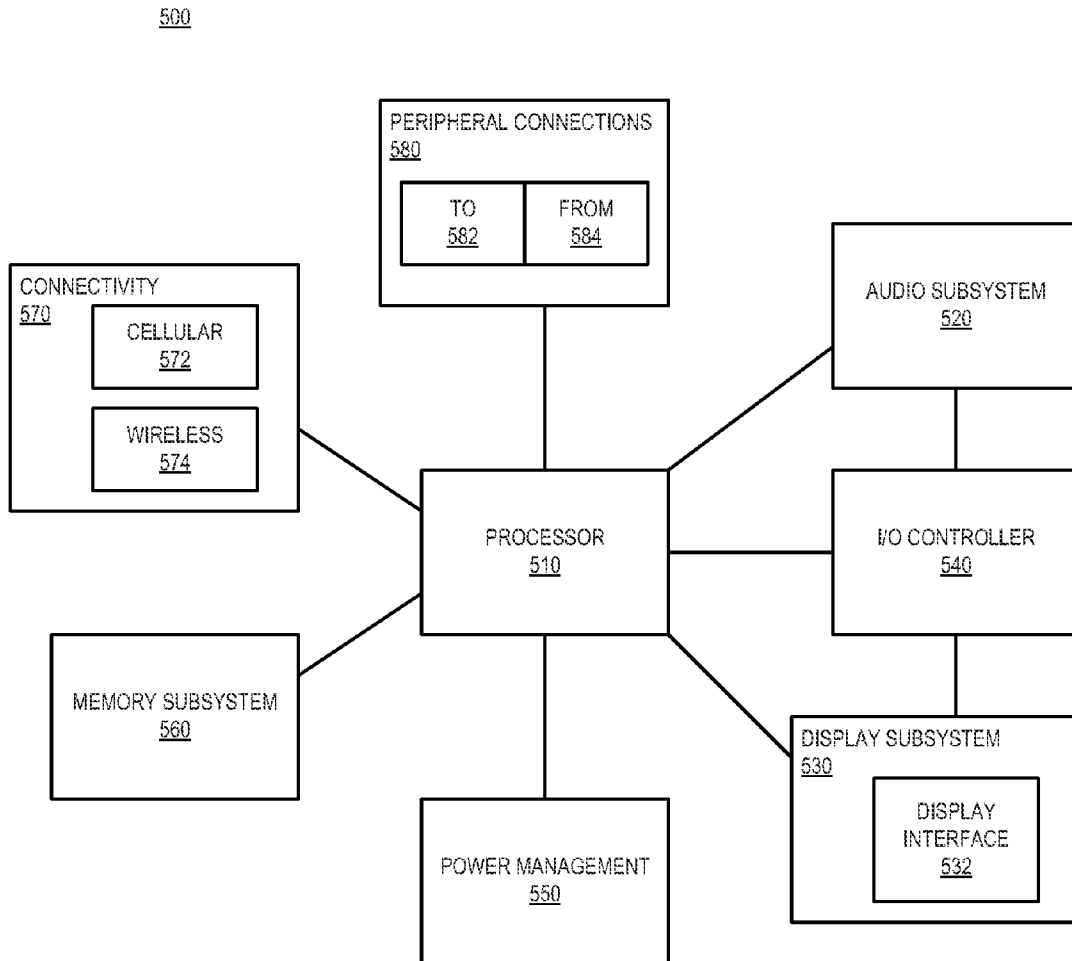 500
PERIPHERAL CONNECTIONS
580
TO
582
FROM
584
CONNECTIVITY
570
CELLULAR
572
WIRELESS
574
AUDIO SUBSYSTEM
520
PROCESSOR
510
I/O CONTROLLER
540
MEMORY SUBSYSTEM
560
DISPLAY SUBSYSTEM
530
DISPLAY
INTERFACE
532
POWER MANAGEMENT
550